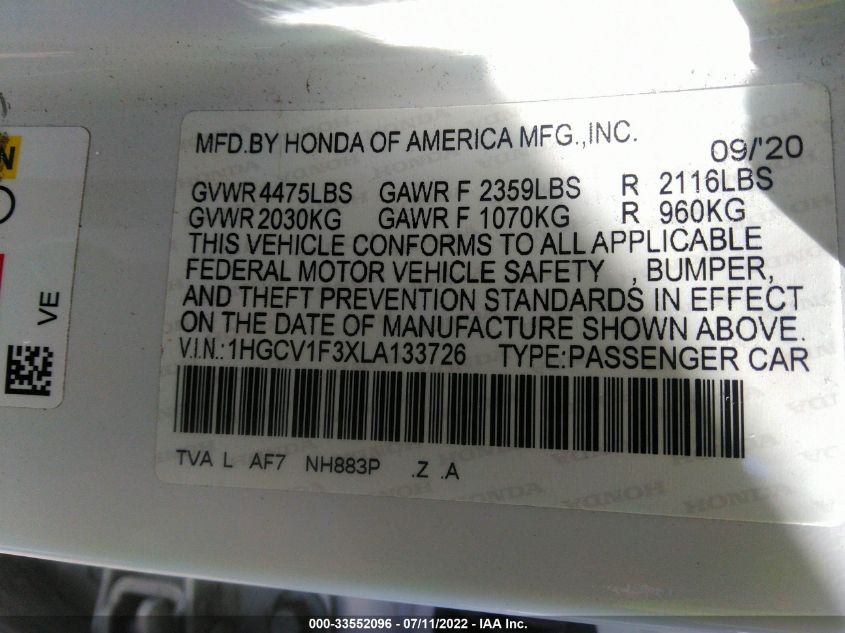 MFD.BY HONDA OF AMERICA MFG.,INC. 09/'20
GVWR 4475LBS GAWR F 2359LBS R 2116LBS
GVWR 2030KG GAWR F 1070KG R 960KG
THIS VEHICLE CONFORMS TO ALL APPLICABLE
FEDERAL MOTOR VEHICLE SAFETY , BUMPER,
AND THEFT PREVENTION STANDARDS IN EFFECT
ON THE DATE OF MANUFACTURE SHOWN ABOVE.
V.I.N.:1HGCV1F3XLA133726 TYPE:PASSENGER CAR
TVA L AF7 NH883P .Z .A
VE
HONDA HONDA HONDA
000-33552096 - 07/11/2022 - IAA Inc.